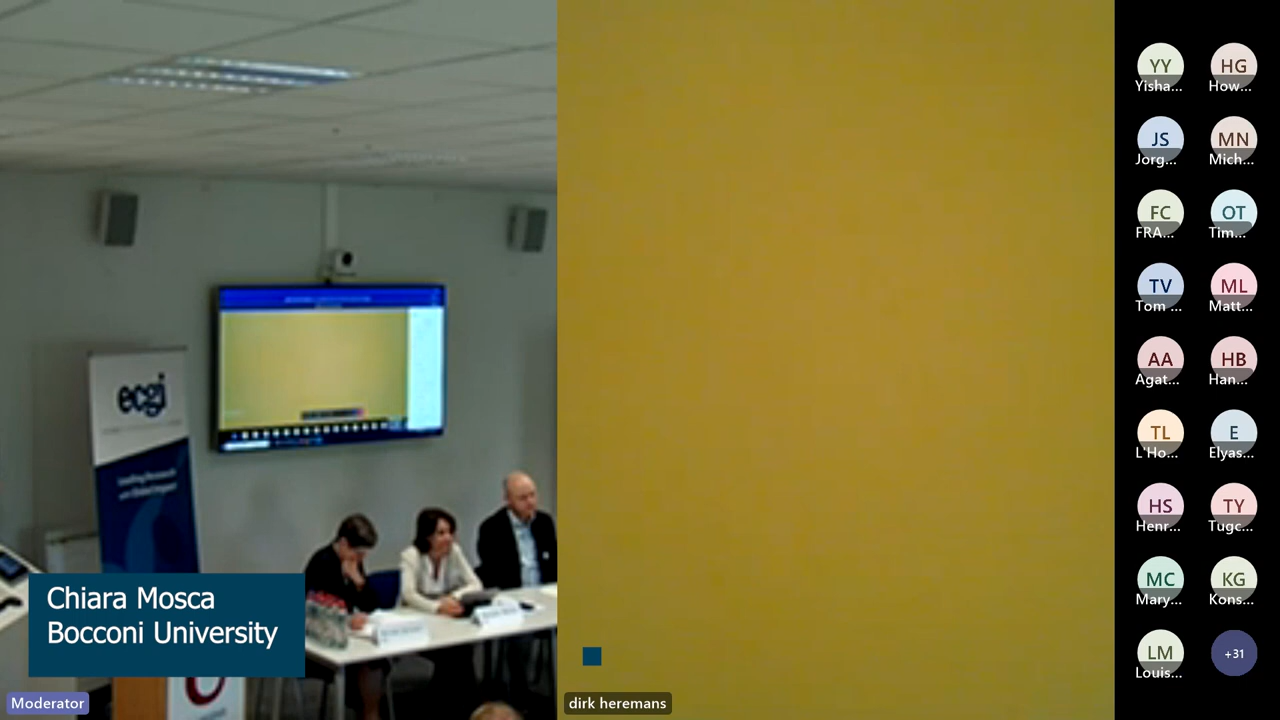 ecgi
Chiara Mosca
Bocconi University
Moderator
dirk heremans
YY
Yisha...
HG
How...
JS
Jorg...
MN
Mich...
FC
FRA...
OT
Tim...
TV
Tom ...
ML
Matt...
AA
Agat...
HB
Han...
TL
L'Ho...
E
Elyas...
HS
Henr...
TY
Tugc...
MC
Mary...
KG
Kons...
LM
Louis...
+31